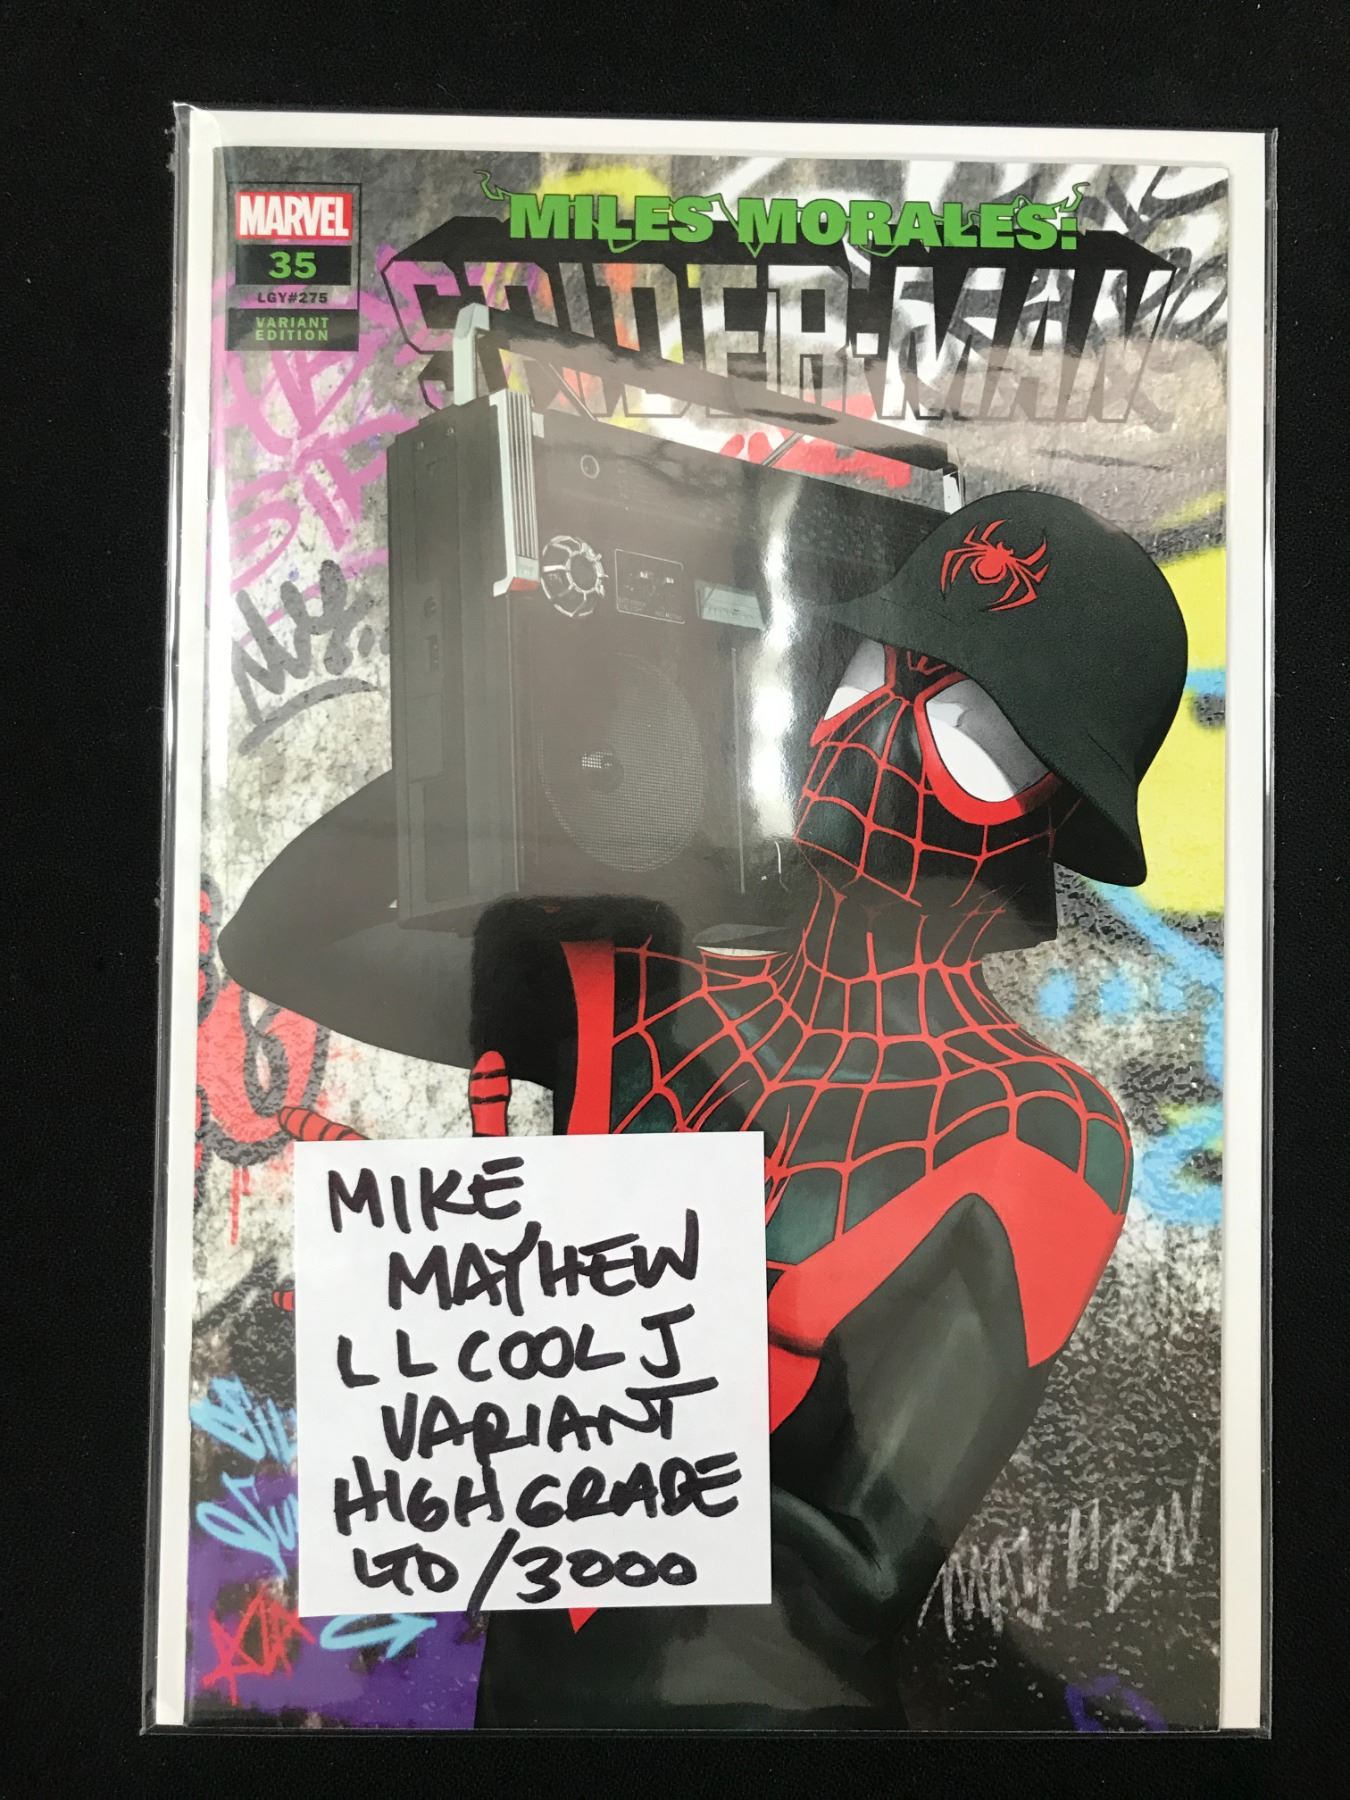 MARVEL
35
LGY#275
VARIANT
EDITION
MILES MORALES:
SPIDER-MAN
MIKE
MAYHEW
LL COOL J
VARIANT
HIGH GRADE
LTD/3000